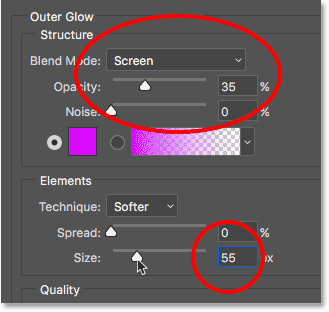 Outer Glow
Structure
Blend Mode: Screen
Opacity: 35 %
Noise: 0 %
Elements
Technique: Softer
Spread: 0 %
Size: 55 px
Quality